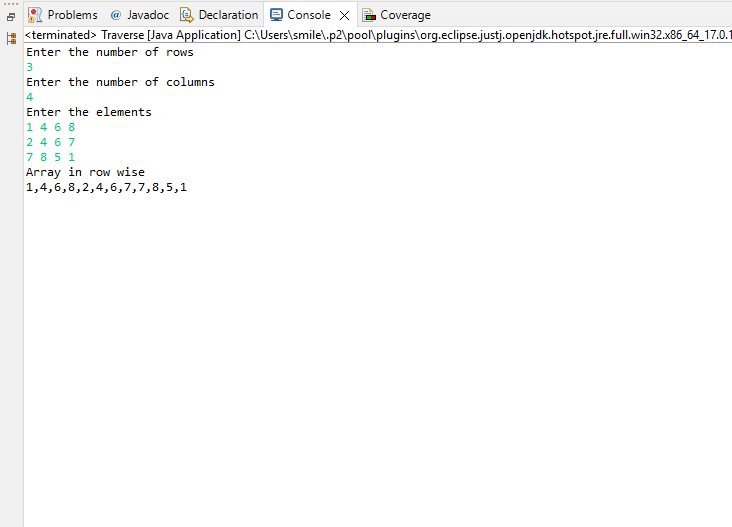 Problems @ Javadoc Declaration Console Coverage
<terminated> Traverse [Java Application] C:\Users\smile\.p2\pool\plugins\org.eclipse.justj.openjdk.hotspot.jre.full.win32.x86_64_17.0.1
Enter the number of rows
3
Enter the number of columns
4
Enter the elements
1 4 6 8
2 4 6 7
7 8 5 1
Array in row wise
1,4,6,8,2,4,6,7,7,8,5,1